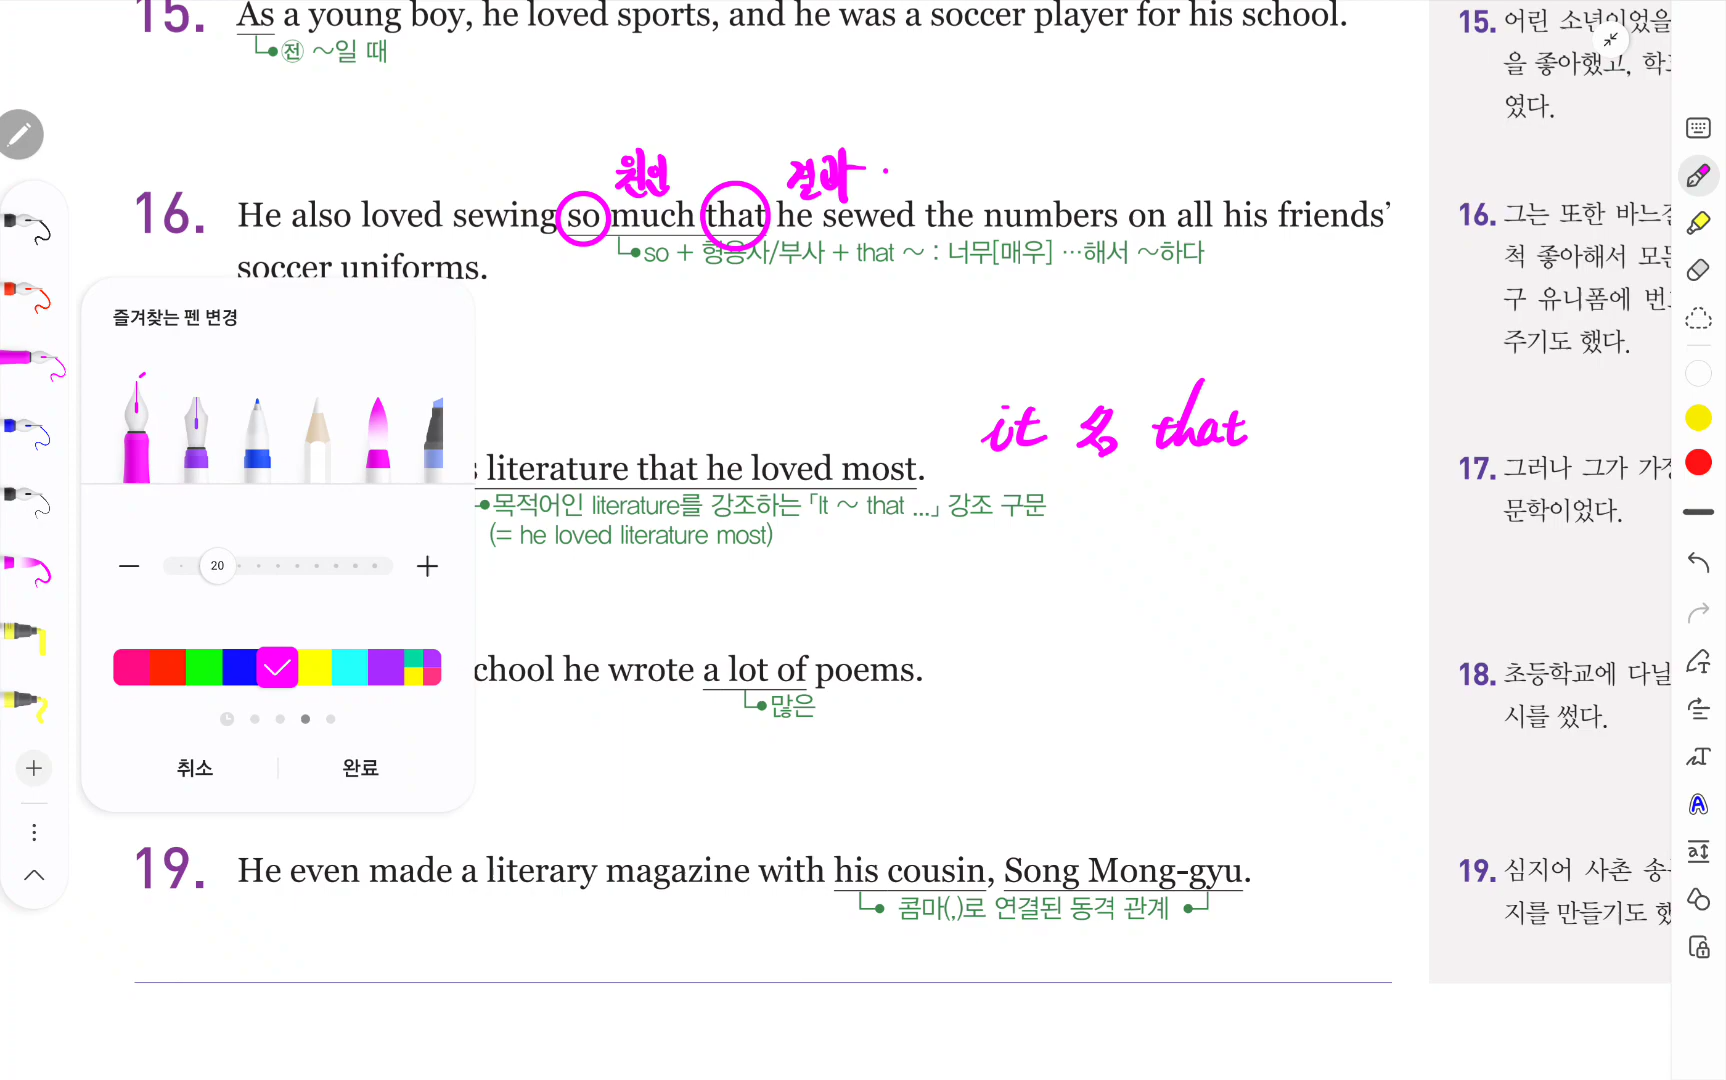 15. As a young boy, he loved sports, and he was a soccer player for his school.
전 ~일 때
원인 결과
16. He also loved sewing so much that he sewed the numbers on all his friends’
so + 형용사/부사 + that ~ : 너무[매우] …해서 ~하다
soccer uniforms.
즐겨찾는 펜 변경
it that
literature that he loved most.
목적어인 literature를 강조하는 「It ~ that ...」 강조 구문
(= he loved literature most)
20
chool he wrote a lot of poems.
많은
취소 완료
19. He even made a literary magazine with his cousin, Song Mong-gyu.
콤마(,)로 연결된 동격 관계
15. 어린 소년이었을
을 좋아했고, 학
였다.
16. 그는 또한 바느
척 좋아해서 모든
구 유니폼에 번
주기도 했다.
17. 그러나 그가 가
문학이었다.
18. 초등학교에 다닐
시를 썼다.
19. 심지어 사촌 송
지를 만들기도 했